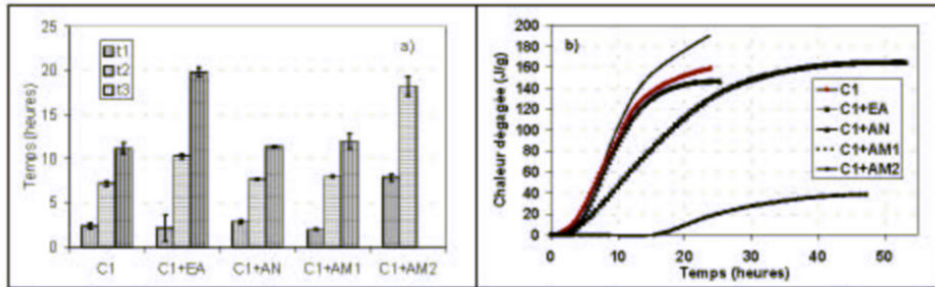 a)
Temps (heures)
25
20
15
10
5
0
t1
t2
t3
C1 C1+EA C1+AN C1+AM1 C1+AM2
b)
Chaleur dégagée (J/g)
200
180
160
140
120
100
80
60
40
20
0
0 10 20 30 40 50 60
Temps (heures)
C1
C1+EA
C1+AN
C1+AM1
C1+AM2